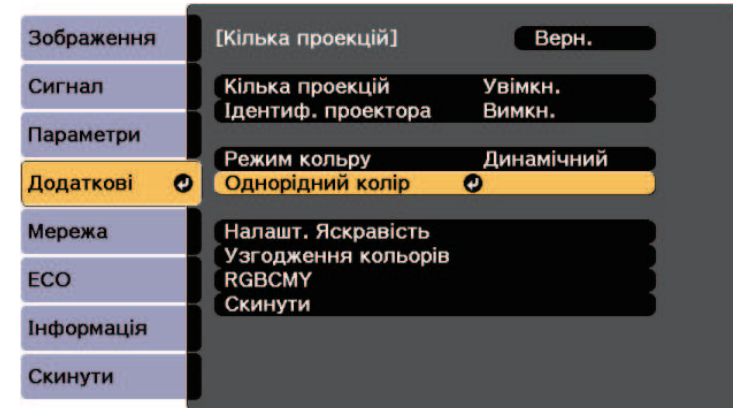 Зображення
Сигнал
Параметри
Додаткові
Мережа
ECO
Інформація
Скинути
[Кілька проекцій] Верн.
Кілька проекцій Увімкн.
Ідентиф. проектора Вимкн.
Режим кольру Динамічний
Однорідний колір
Налашт. Яскравість
Узгодження кольорів
RGBCMY
Скинути